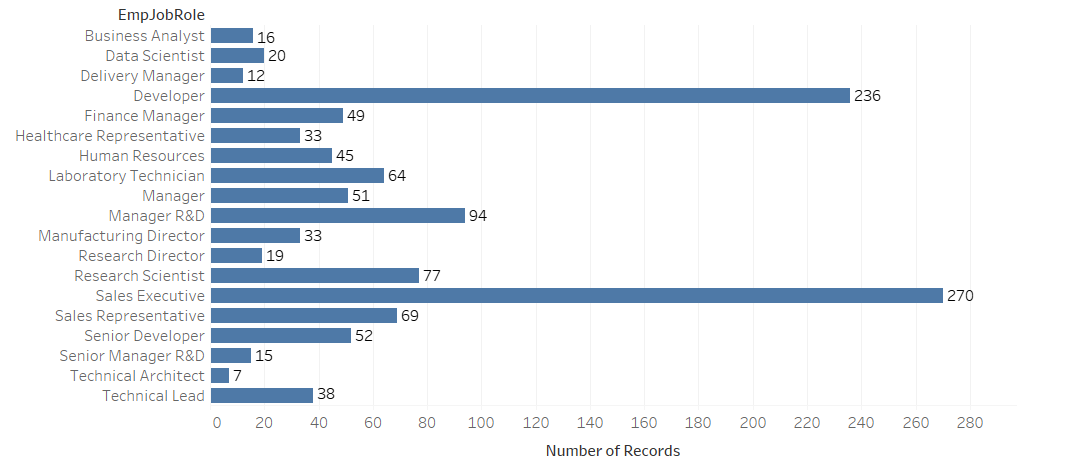 EmpJobRole
Business Analyst 16
Data Scientist 20
Delivery Manager 12
Developer 236
Finance Manager 49
Healthcare Representative 33
Human Resources 45
Laboratory Technician 64
Manager 51
Manager R&D 94
Manufacturing Director 33
Research Director 19
Research Scientist 77
Sales Executive 270
Sales Representative 69
Senior Developer 52
Senior Manager R&D 15
Technical Architect 7
Technical Lead 38
0 20 40 60 80 100 120 140 160 180 200 220 240 260 280
Number of Records